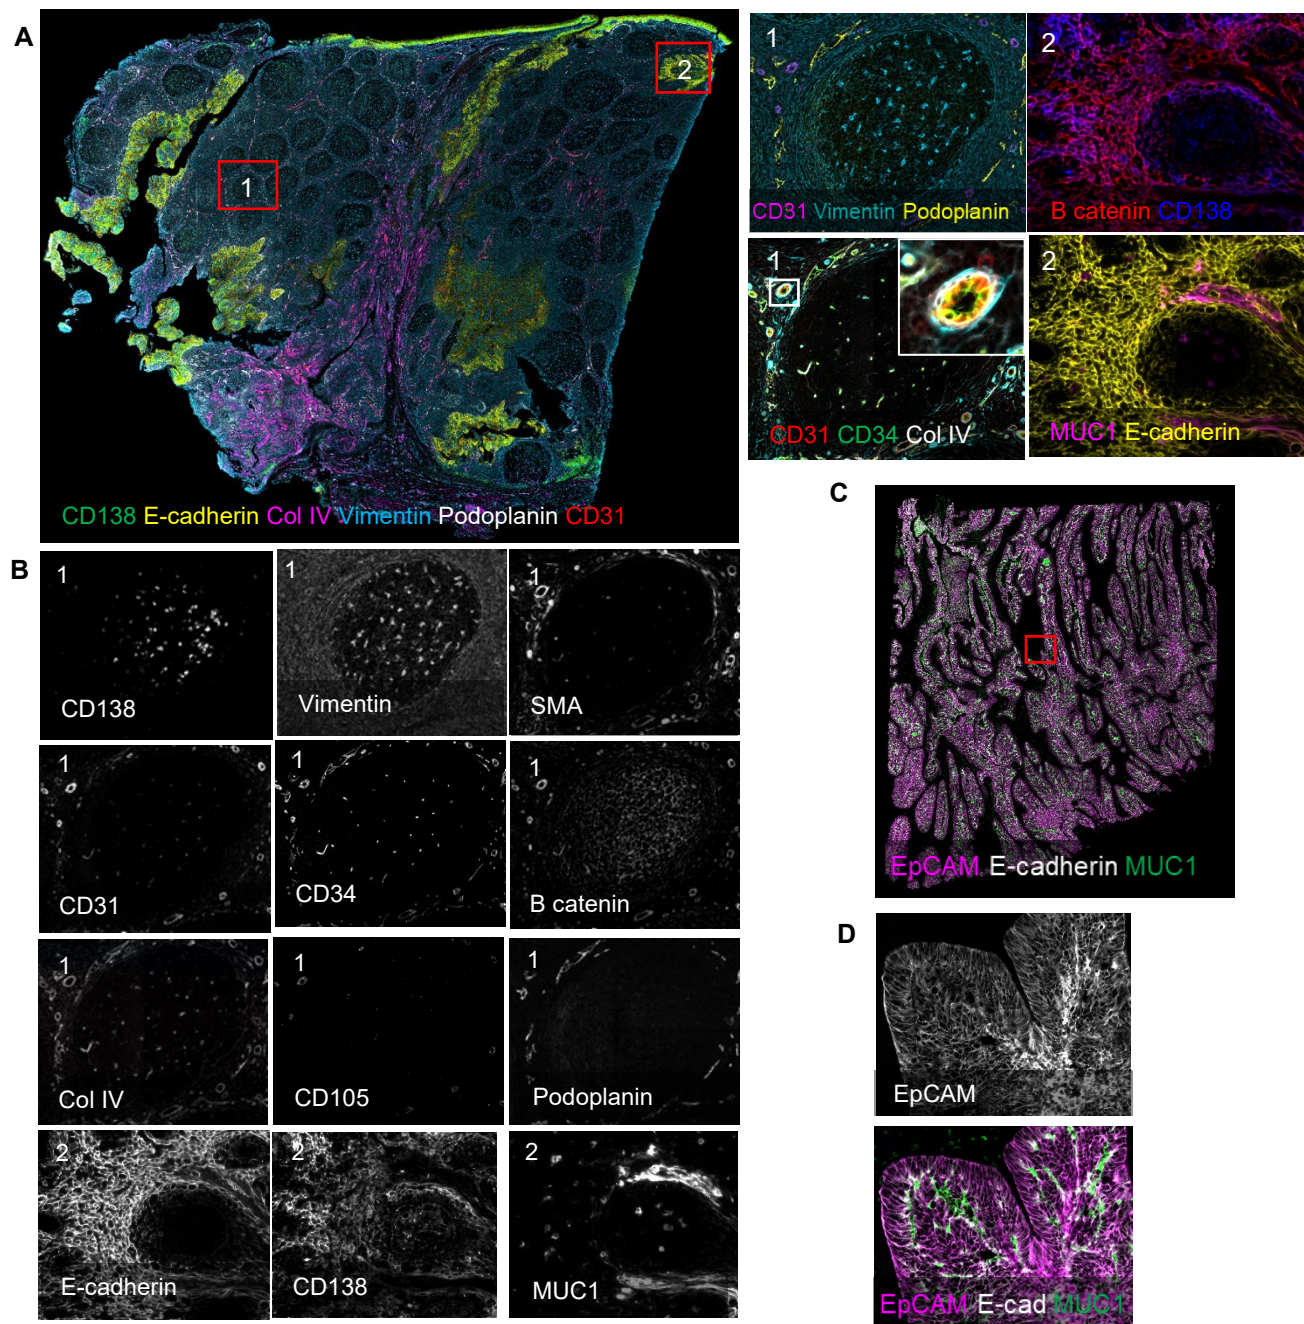 A
1
2
CD138 E-cadherin Col IV Vimentin Podoplanin CD31
1
CD31 Vimentin Podoplanin
2
B catenin CD138
1
CD31 CD34 Col IV
2
MUC1 E-cadherin
B
1
CD138
1
Vimentin
1
SMA
1
CD31
1
CD34
1
B catenin
1
Col IV
1
CD105
1
Podoplanin
2
E-cadherin
2
CD138
2
MUC1
C
EpCAM E-cadherin MUC1
D
EpCAM
EpCAM E-cad MUC1